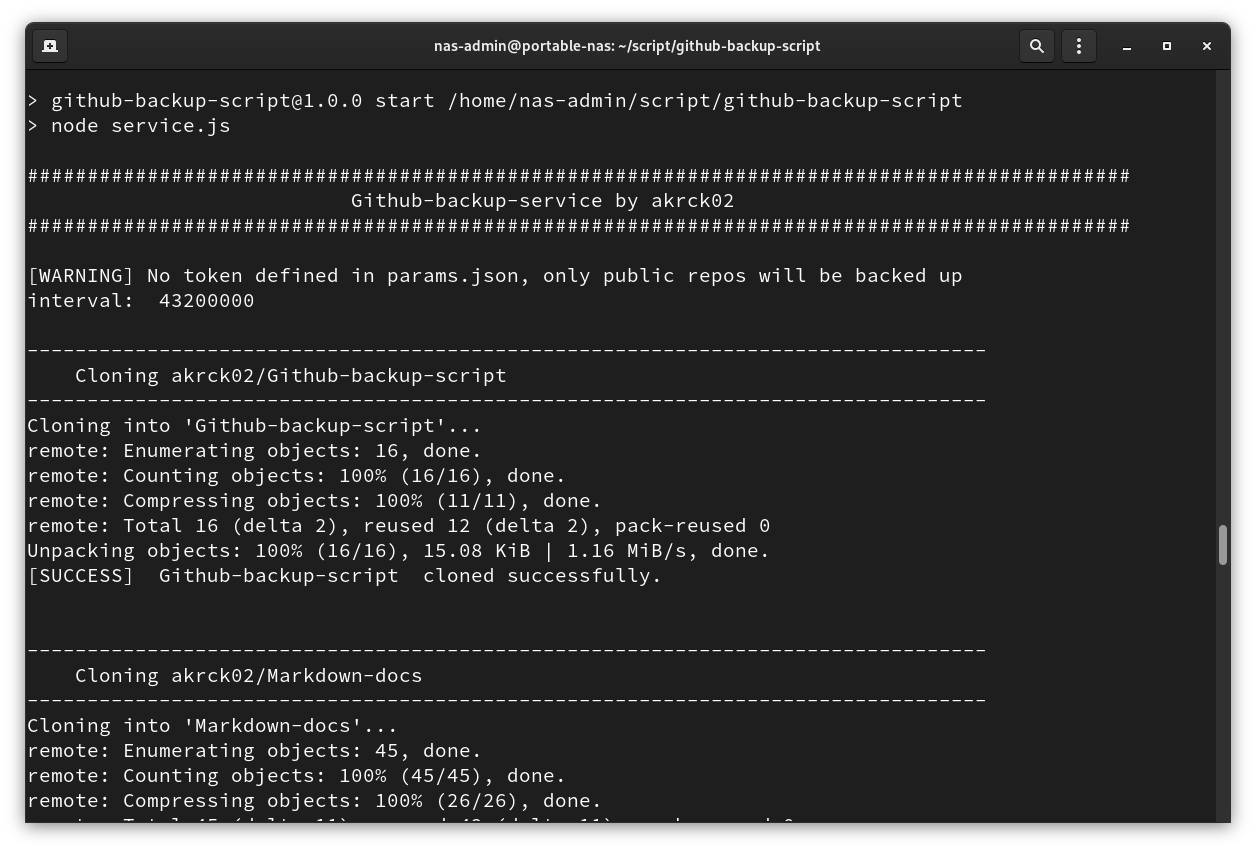 nas-admin@portable-nas: ~/script/github-backup-script
> github-backup-script@1.0.0 start /home/nas-admin/script/github-backup-script
> node service.js
############################################################################################
Github-backup-service by akrck02
############################################################################################
[WARNING] No token defined in params.json, only public repos will be backed up
interval:  43200000
--------------------------------------------------------------------------------
Cloning akrck02/Github-backup-script
--------------------------------------------------------------------------------
Cloning into 'Github-backup-script'...
remote: Enumerating objects: 16, done.
remote: Counting objects: 100% (16/16), done.
remote: Compressing objects: 100% (11/11), done.
remote: Total 16 (delta 2), reused 12 (delta 2), pack-reused 0
Unpacking objects: 100% (16/16), 15.08 KiB | 1.16 MiB/s, done.
[SUCCESS]  Github-backup-script  cloned successfully.
--------------------------------------------------------------------------------
Cloning akrck02/Markdown-docs
--------------------------------------------------------------------------------
Cloning into 'Markdown-docs'...
remote: Enumerating objects: 45, done.
remote: Counting objects: 100% (45/45), done.
remote: Compressing objects: 100% (26/26), done.